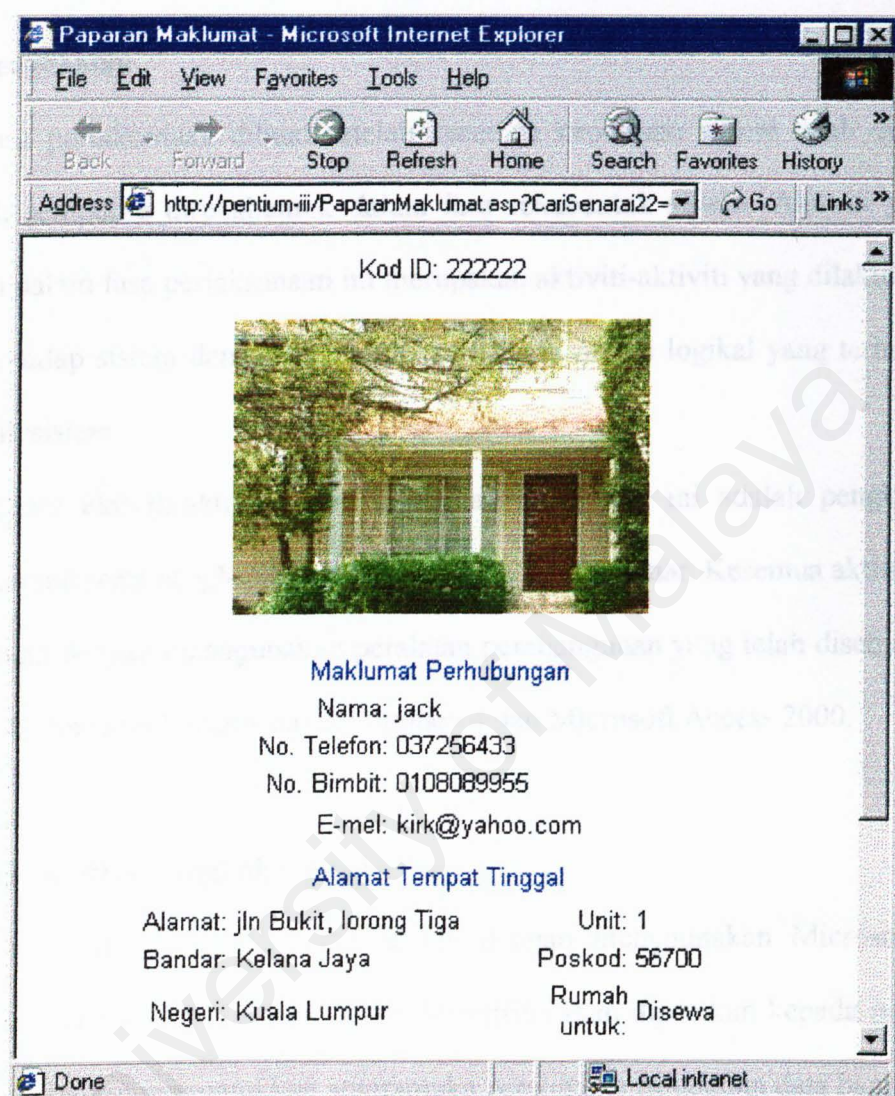 Paparan Maklumat - Microsoft Internet Explorer
File Edit View Favorites Tools Help
Back Forward Stop Refresh Home Search Favorites History »
Address http://pentium-iii/PaparanMaklumat.asp?CariSenarai22= Go Links »
Kod ID: 222222
Maklumat Perhubungan
Nama: jack
No. Telefon: 037256433
No. Bimbit: 0108089955
E-mel: kirk@yahoo.com
Alamat Tempat Tinggal
Alamat: jln Bukit, lorong Tiga Unit: 1
Bandar: Kelana Jaya Poskod: 56700
Negeri: Kuala Lumpur Rumah untuk: Disewa
Done Local intranet
University of Malaya